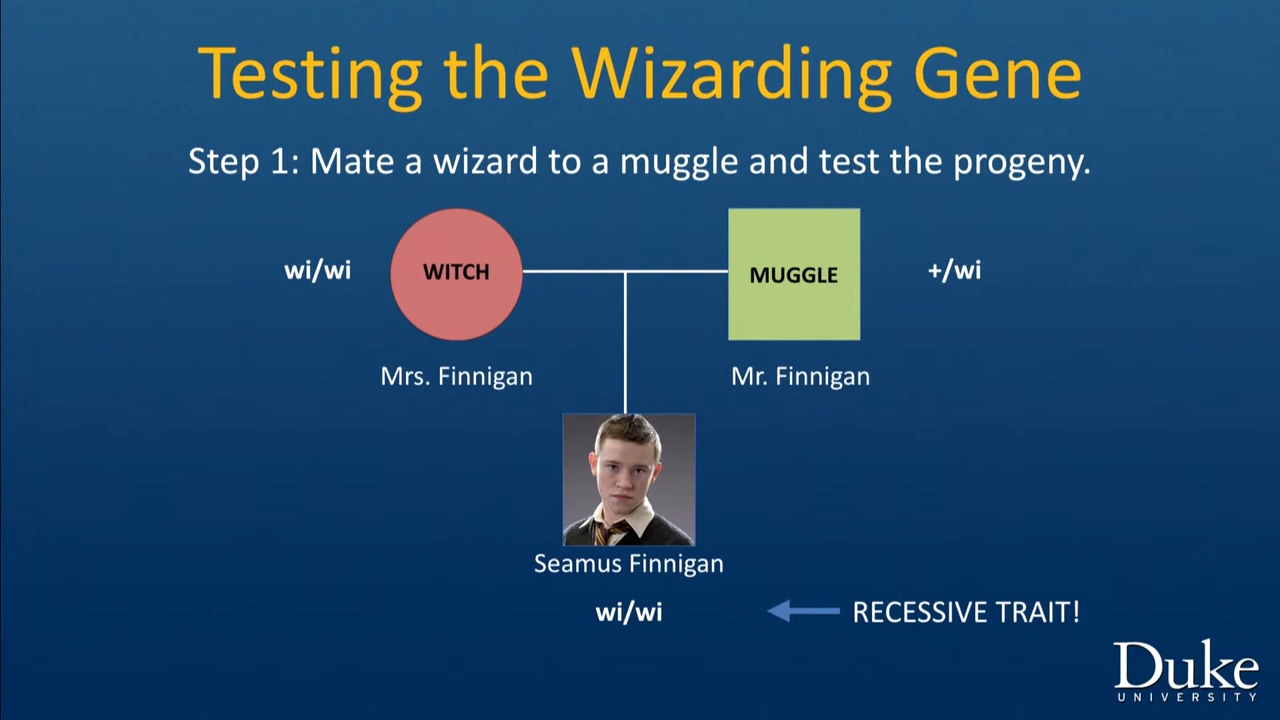 Testing the Wizarding Gene
Step 1: Mate a wizard to a muggle and test the progeny.
wi/wi
WITCH
MUGGLE
+/wi
Mrs. Finnigan
Mr. Finnigan
Seamus Finnigan
wi/wi
RECESSIVE TRAIT!
Duke
UNIVERSITY